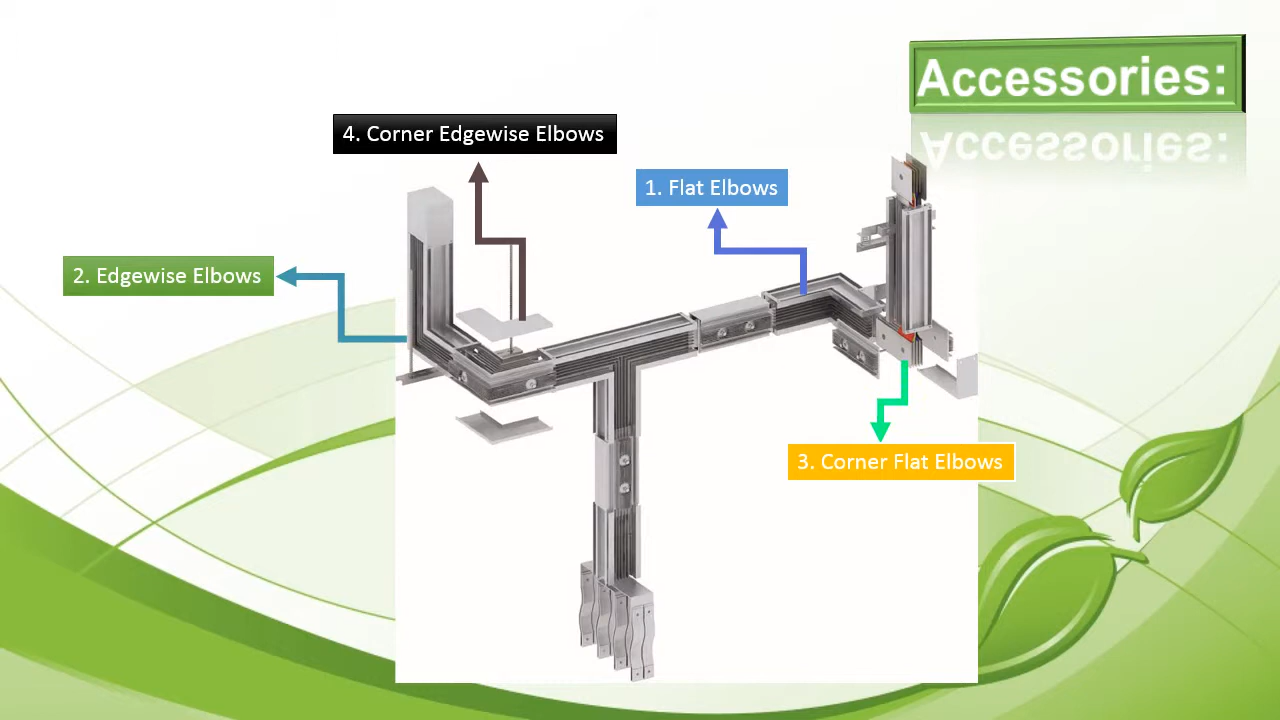 Accessories:
4. Corner Edgewise Elbows
1. Flat Elbows
2. Edgewise Elbows
3. Corner Flat Elbows